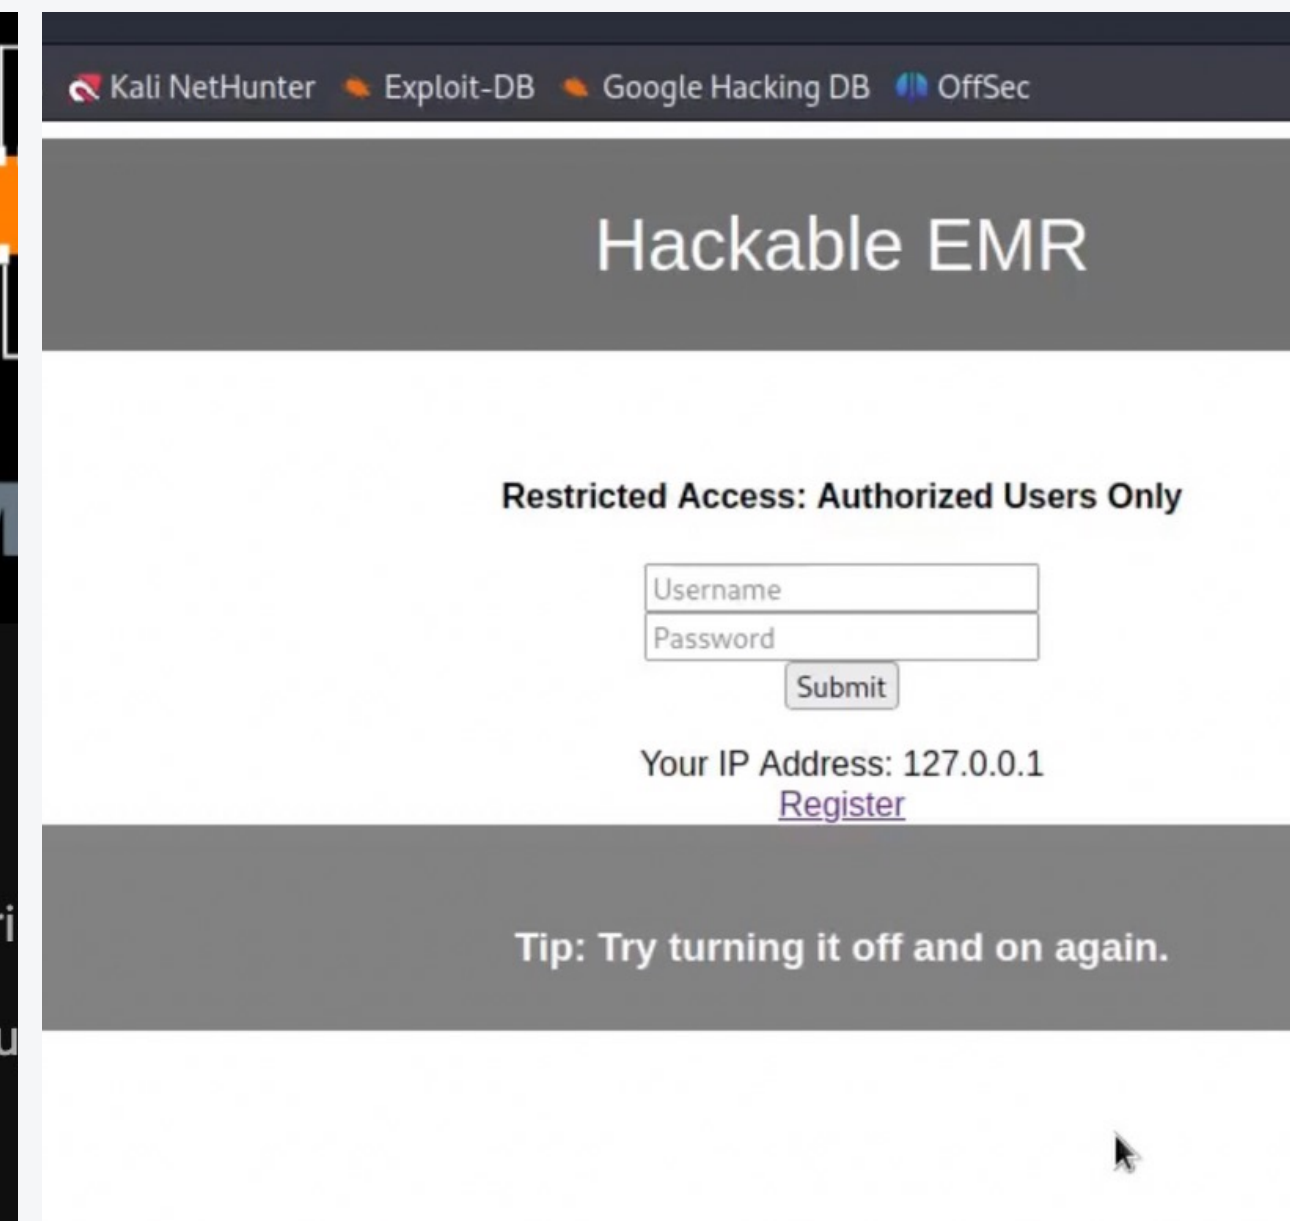 Kali NetHunter Exploit-DB Google Hacking DB OffSec
Hackable EMR
Restricted Access: Authorized Users Only
Username
Password
Submit
Your IP Address: 127.0.0.1
Register
Tip: Try turning it off and on again.